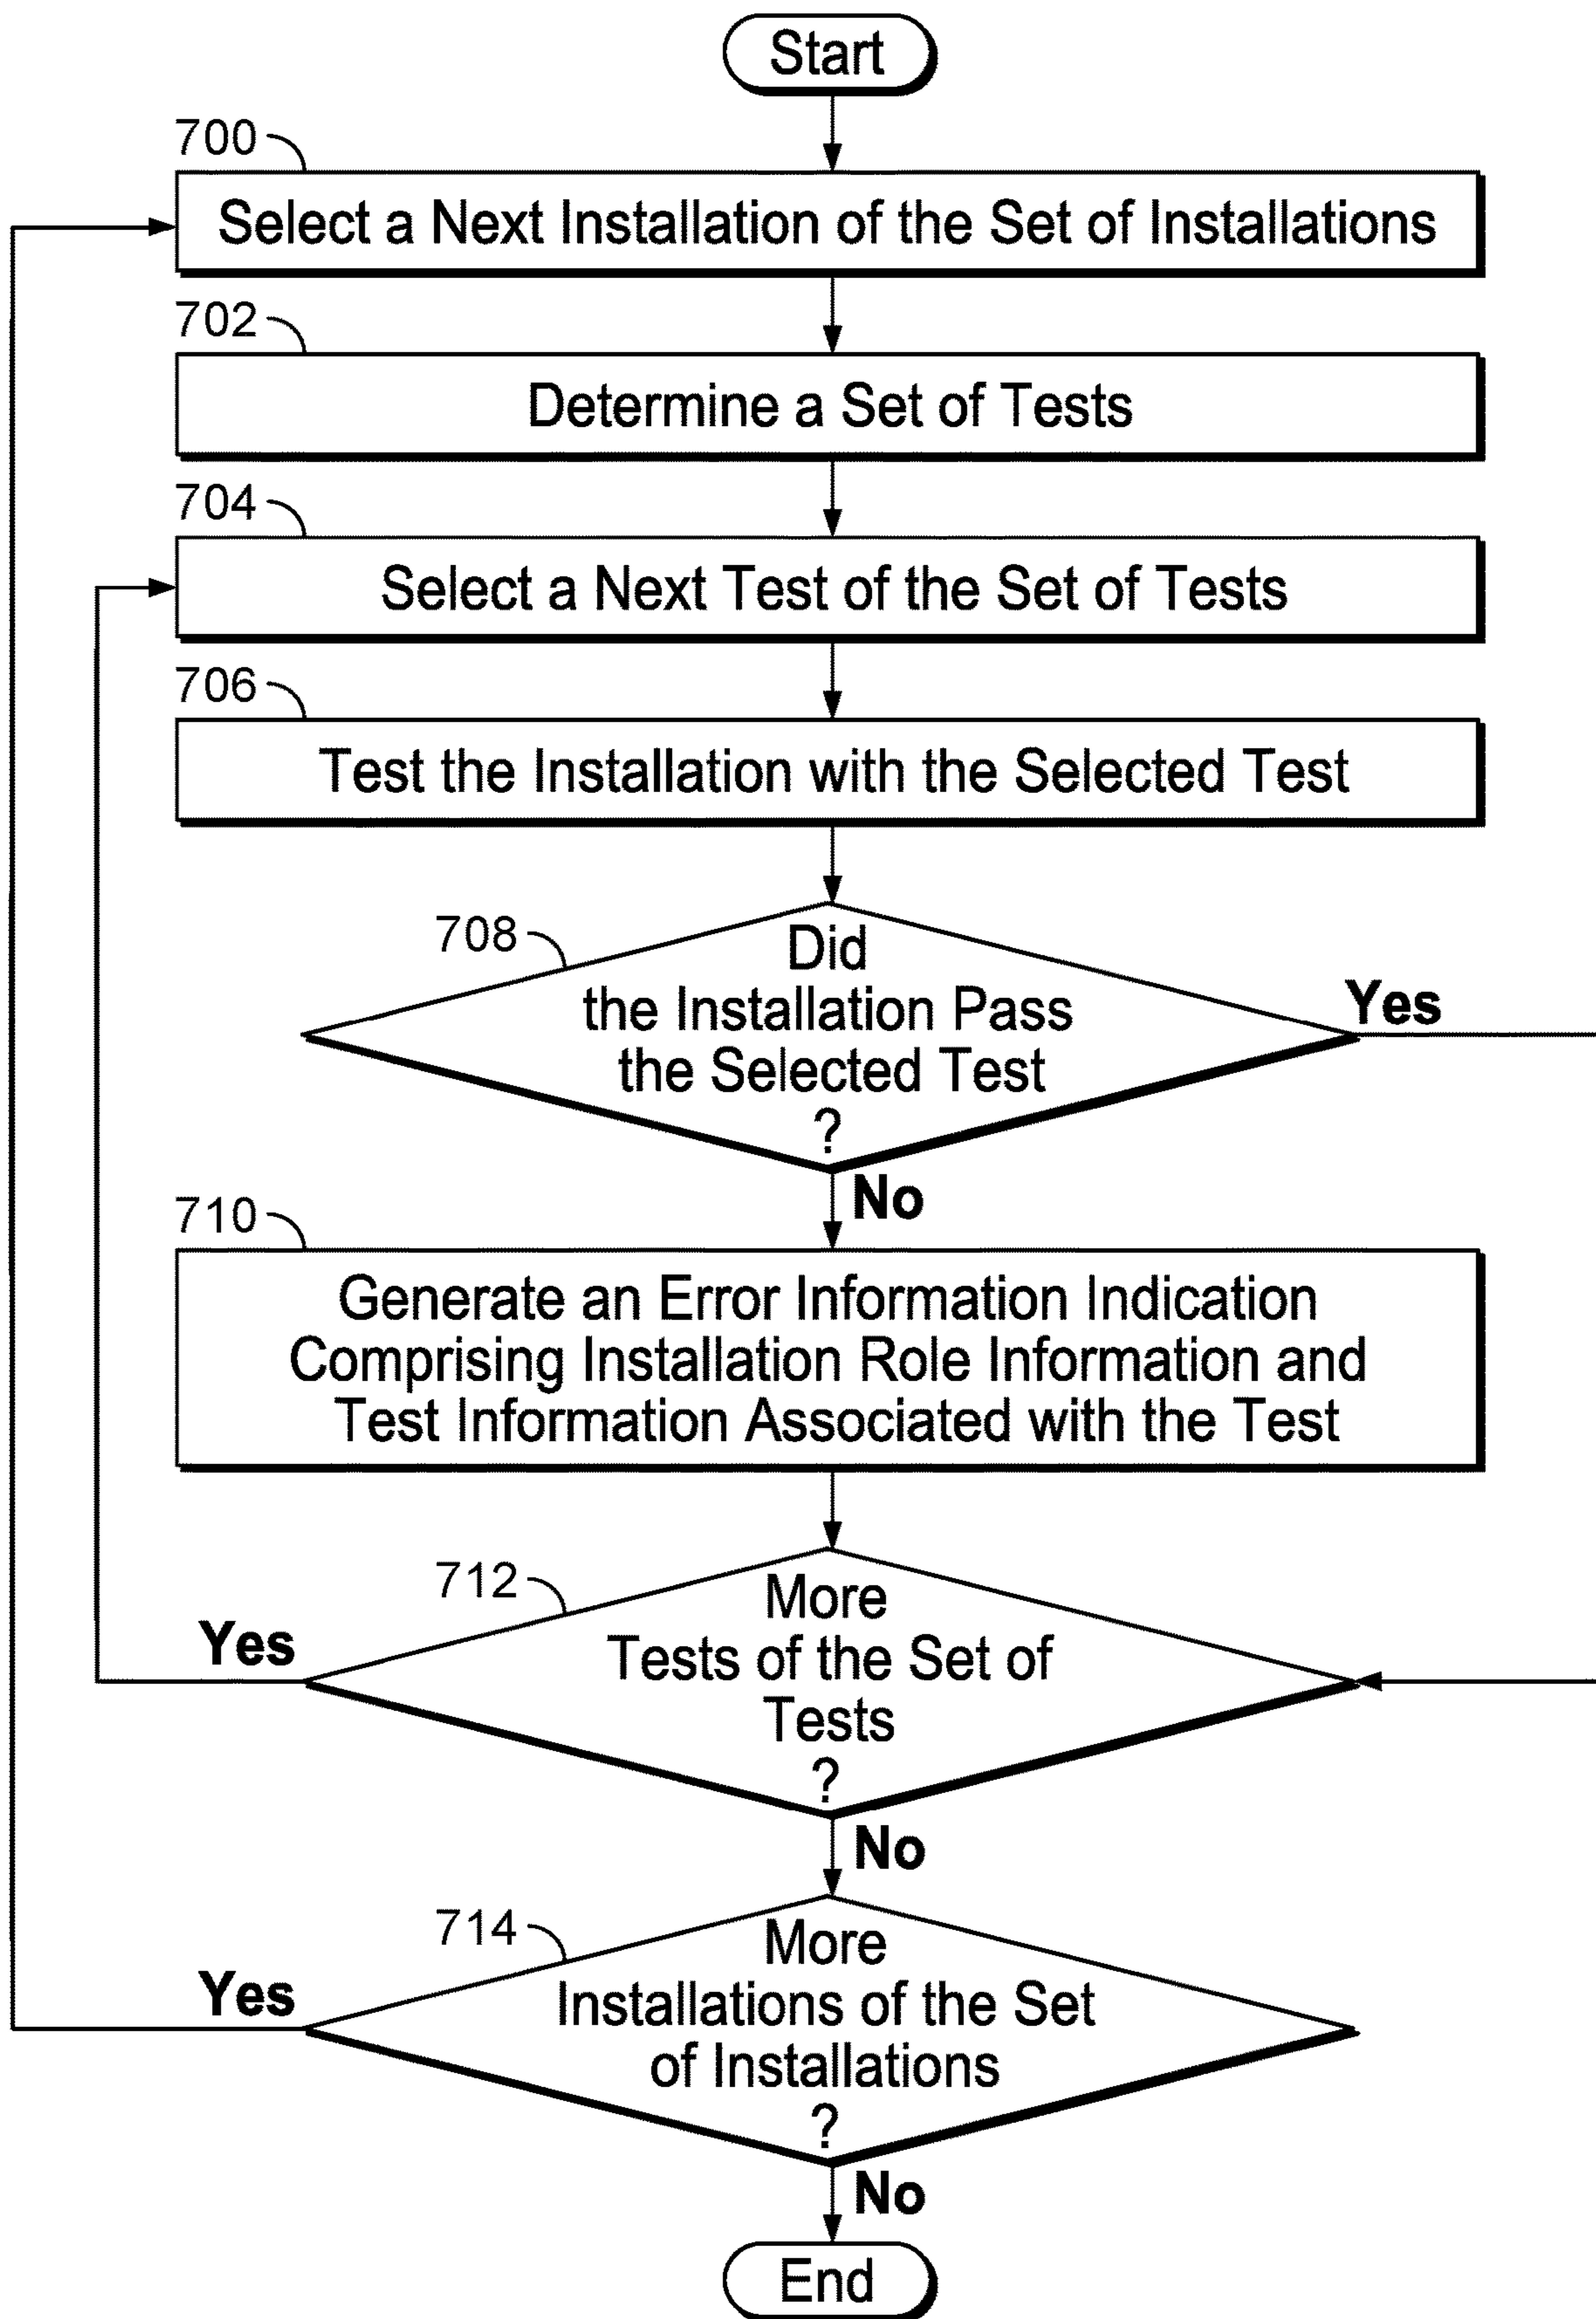 Start
700
Select a Next Installation of the Set of Installations
702
Determine a Set of Tests
704
Select a Next Test of the Set of Tests
706
Test the Installation with the Selected Test
708
Did
the Installation Pass
the Selected Test
?
Yes
No
710
Generate an Error Information Indication
Comprising Installation Role Information and
Test Information Associated with the Test
712
More
Tests of the Set of
Tests
?
Yes
No
714
More
Installations of the Set
of Installations
?
Yes
No
End